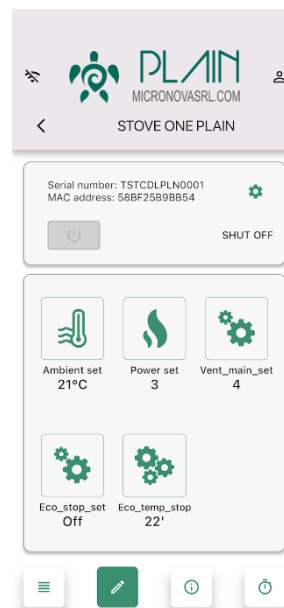 PLAIN
MICRONOVASRL.COM
STOVE ONE PLAIN
Serial number: TSTCDLPLN0001
MAC address: 58BF25B9BB54
SHUT OFF
Ambient set
21°C
Power set
3
Vent_main_set
4
Eco_stop_set
Off
Eco_temp_stop
22'